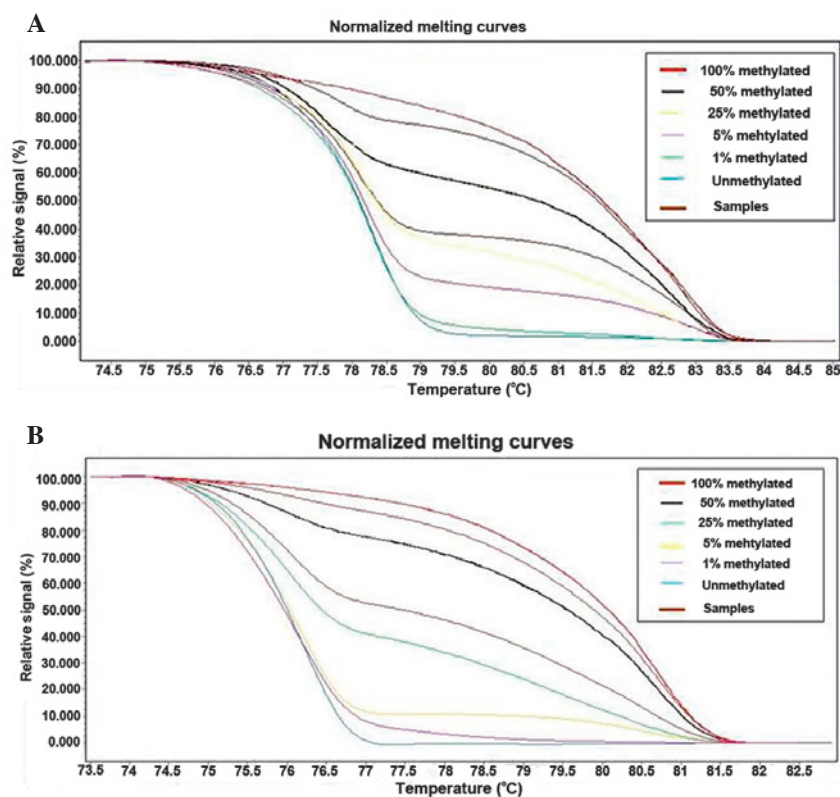 A
Normalized melting curves
100.000
90.000
80.000
70.000
60.000
50.000
40.000
30.000
20.000
10.000
0.000
Relative signal (%)
100% methylated
50% methylated
25% methylated
5% mehtylated
1% methylated
Unmethylated
Samples
74.5 75 75.5 76 76.5 77 77.5 78 78.5 79 79.5 80 80.5 81 81.5 82 82.5 83 83.5 84 84.5 85
Temperature (°C)
B
Normalized melting curves
100.000
90.000
80.000
70.000
60.000
50.000
40.000
30.000
20.000
10.000
0.000
Relative signal (%)
100% methylated
50% methylated
25% methylated
5% mehtylated
1% methylated
Unmethylated
Samples
73.5 74 74.5 75 75.5 76 76.5 77 77.5 78 78.5 79 79.5 80 80.5 81 81.5 82 82.5
Temperature (°C)